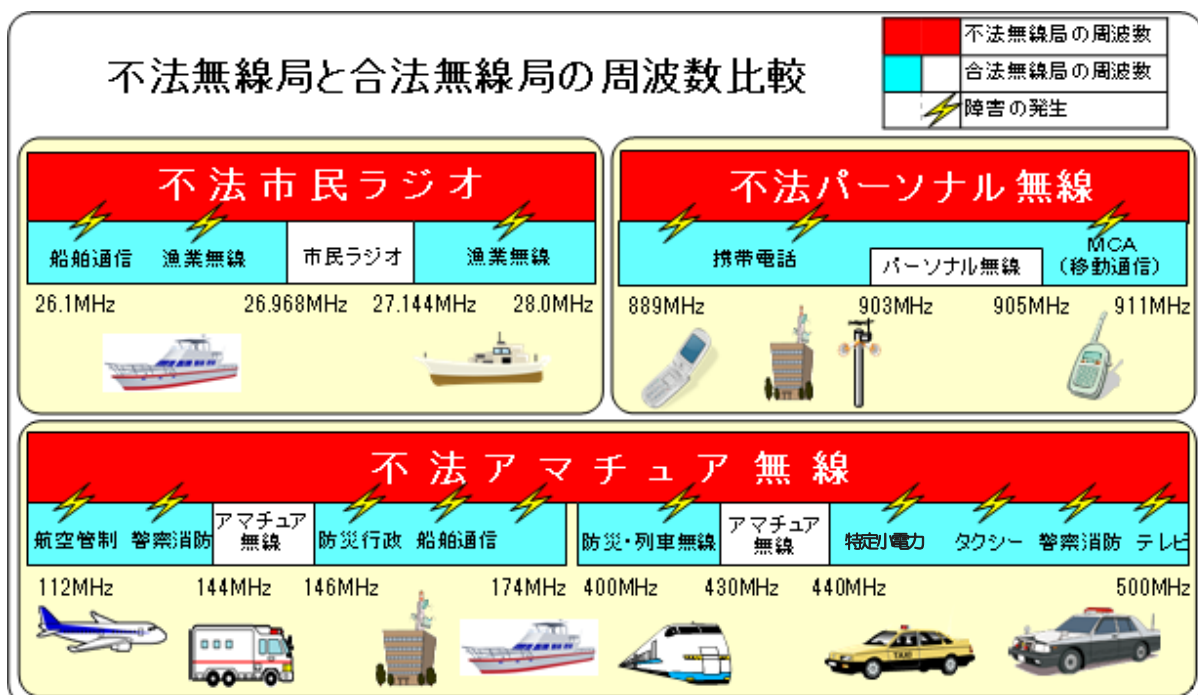 不法無線局と合法無線局の周波数比較
不法無線局の周波数
合法無線局の周波数
障害の発生
不法市民ラジオ
船舶通信 漁業無線 市民ラジオ 漁業無線
26.1MHz 26.968MHz 27.144MHz 28.0MHz
不法パーソナル無線
携帯電話 パーソナル無線 MCA
(移動通信)
889MHz 903MHz 905MHz 911MHz
不法アマチュア無線
航空管制 警察消防 アマチュア
無線 防災行政 船舶通信 防災・列車無線 アマチュア
無線 特定小電力 タクシー 警察消防 テレビ
112MHz 144MHz 146MHz 174MHz 400MHz 430MHz 440MHz 500MHz
TAXI